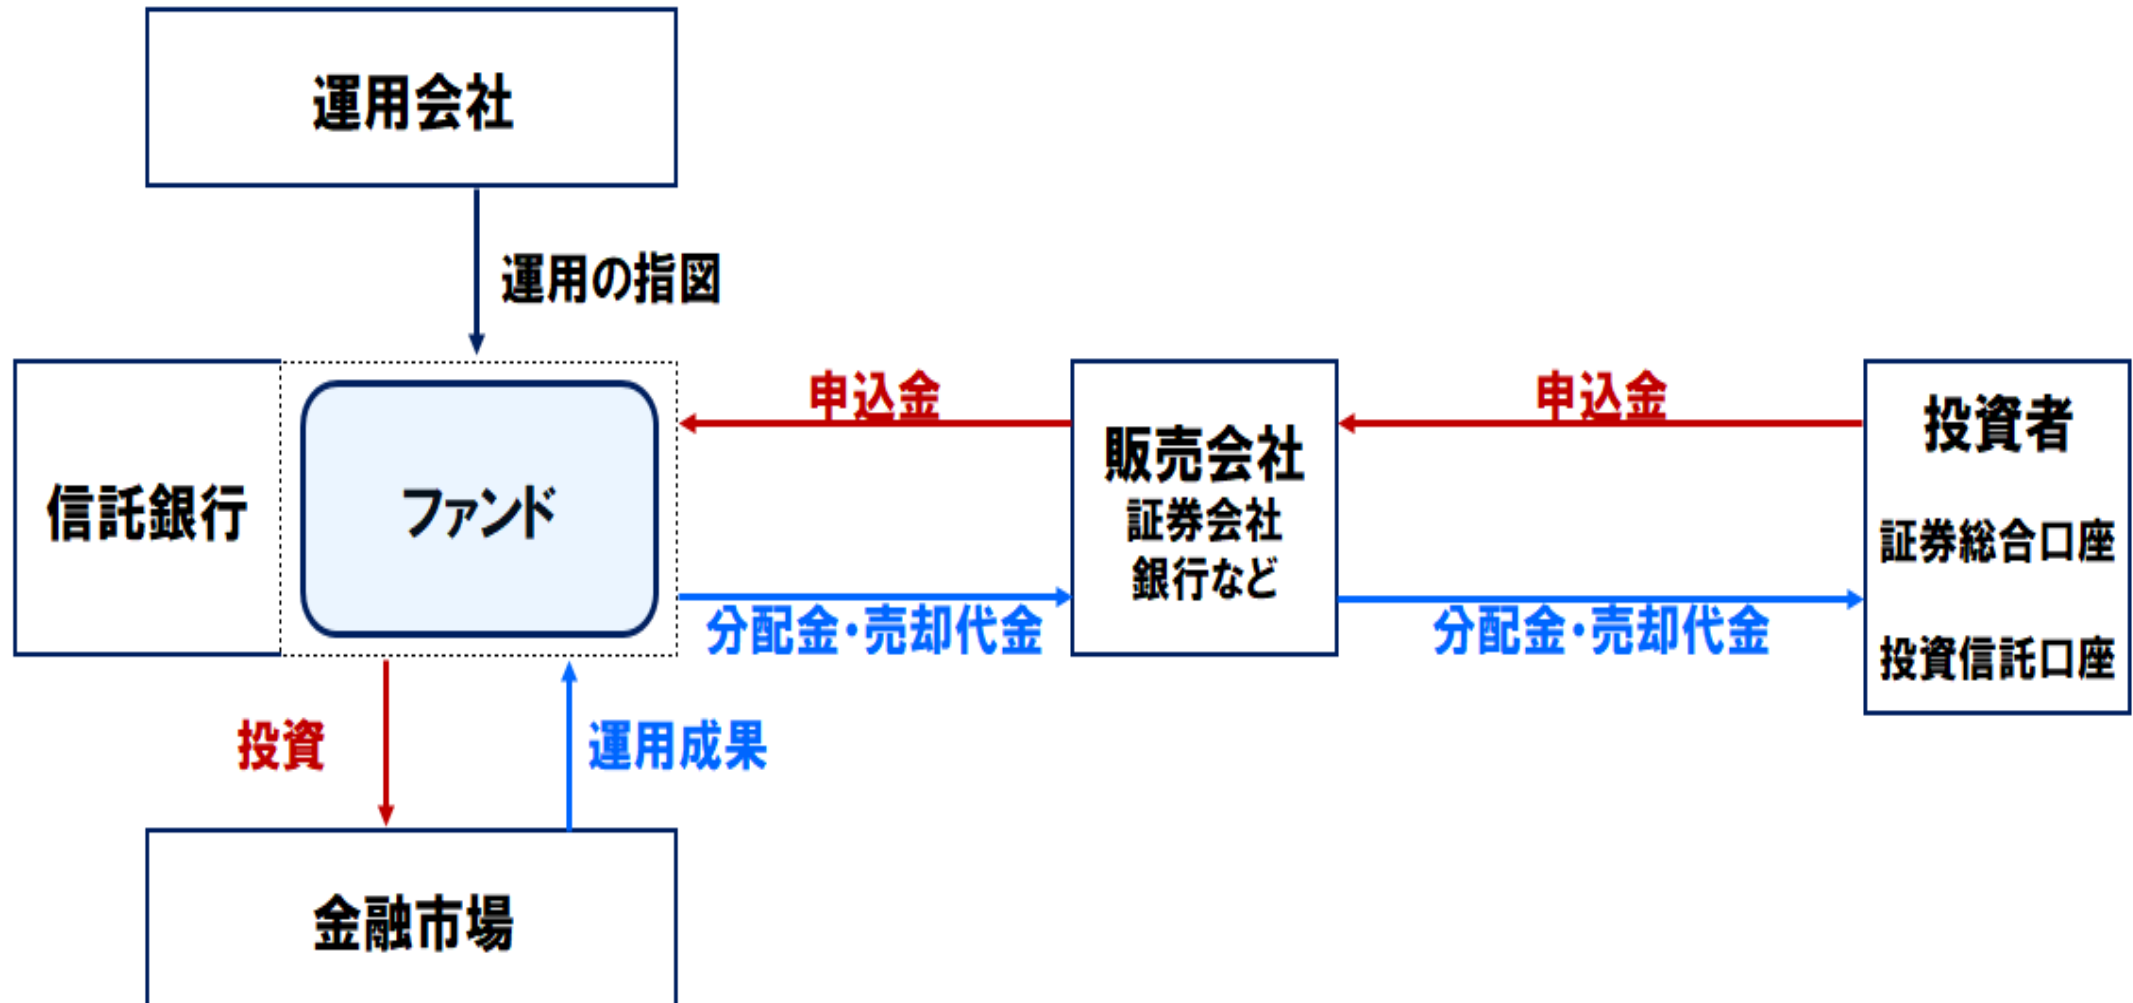 運用会社
運用の指図
信託銀行
ファンド
申込金
分配金・売却代金
販売会社
証券会社
銀行など
申込金
分配金・売却代金
投資者
証券総合口座
投資信託口座
投資
運用成果
金融市場